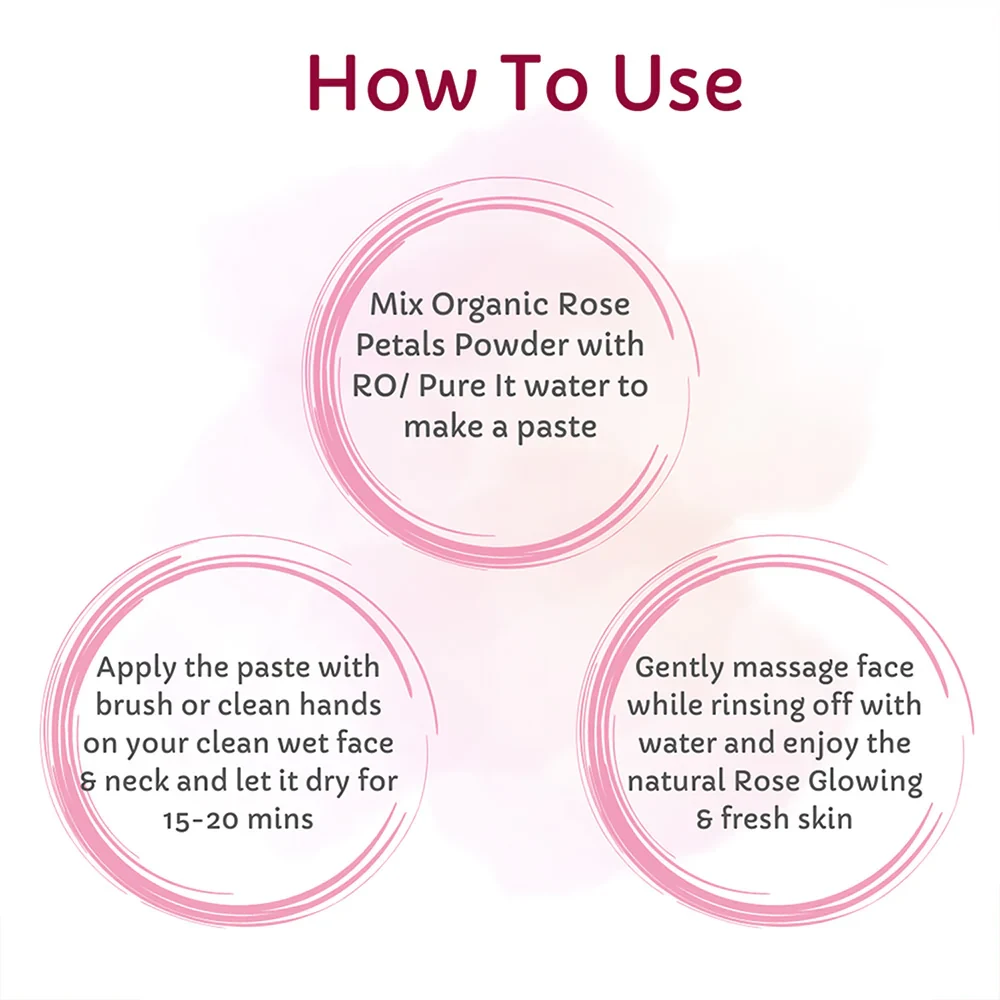 How To Use
Mix Organic Rose
Petals Powder with
RO/ Pure It water to
make a paste
Apply the paste with
brush or clean hands
on your clean wet face
& neck and let it dry for
15-20 mins
Gently massage face
while rinsing off with
water and enjoy the
natural Rose Glowing
& fresh skin